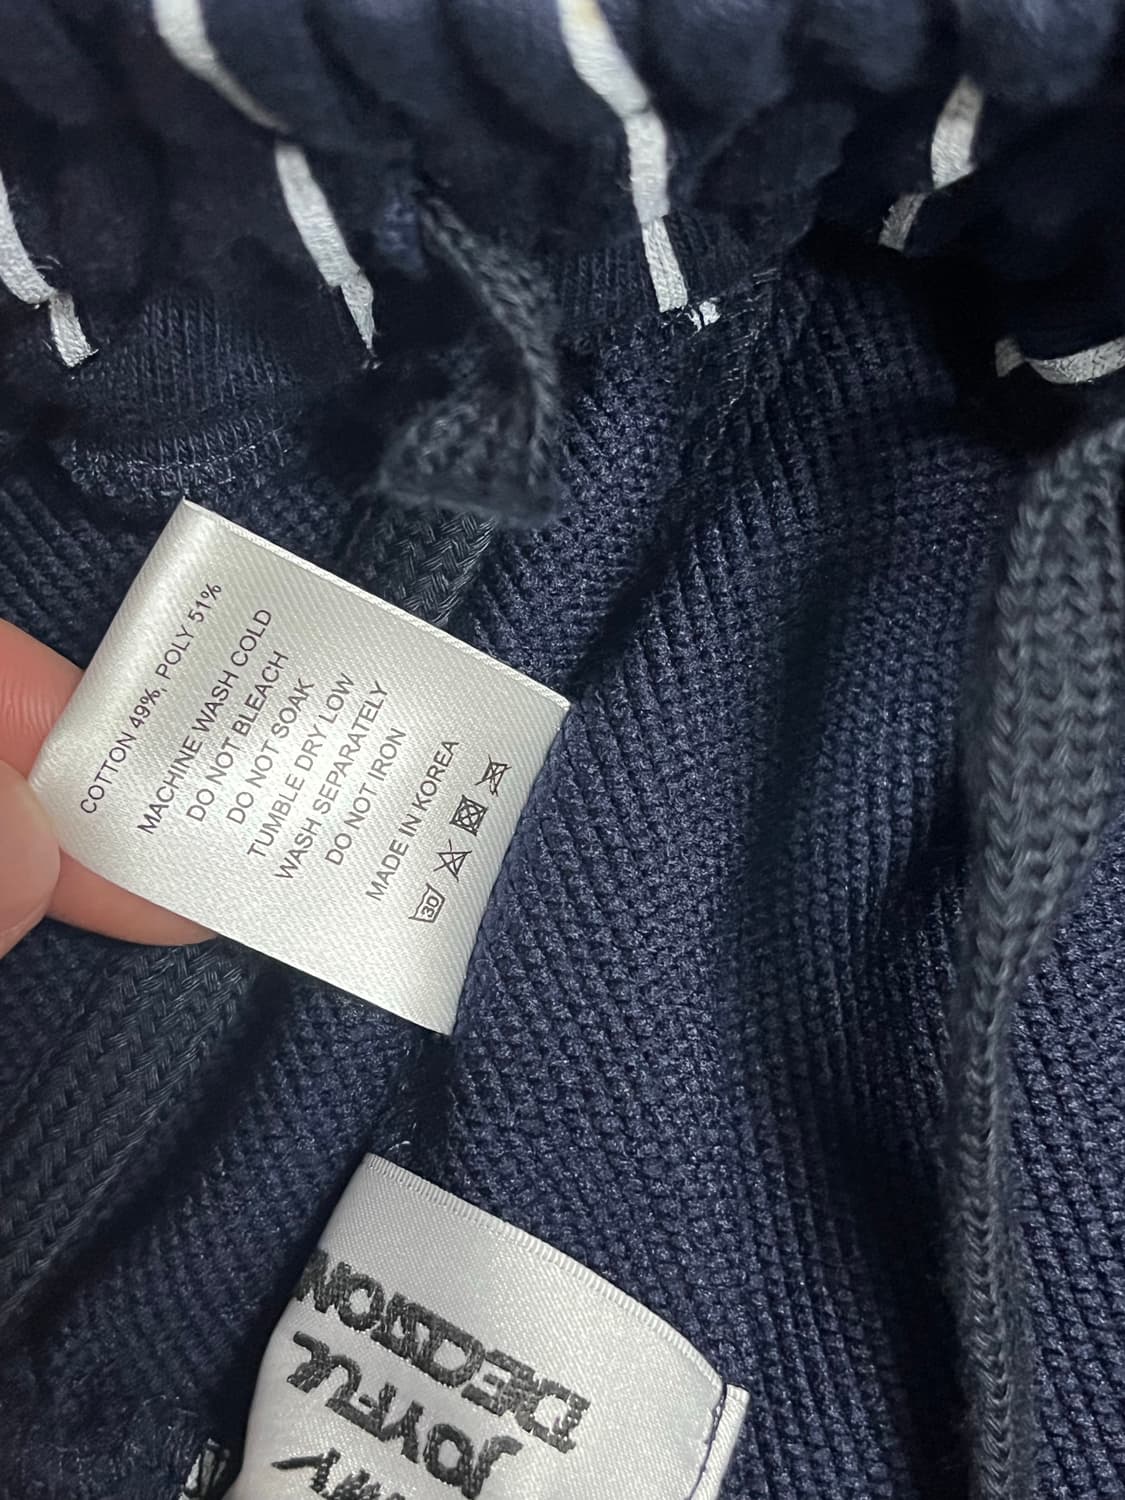 COTTON 49%, POLY 51%
MACHINE WASH COLD
DO NOT BLEACH
DO NOT SOAK
TUMBLE DRY LOW
WASH SEPARATELY
DO NOT IRON
MADE IN KOREA
30
JOYFUL